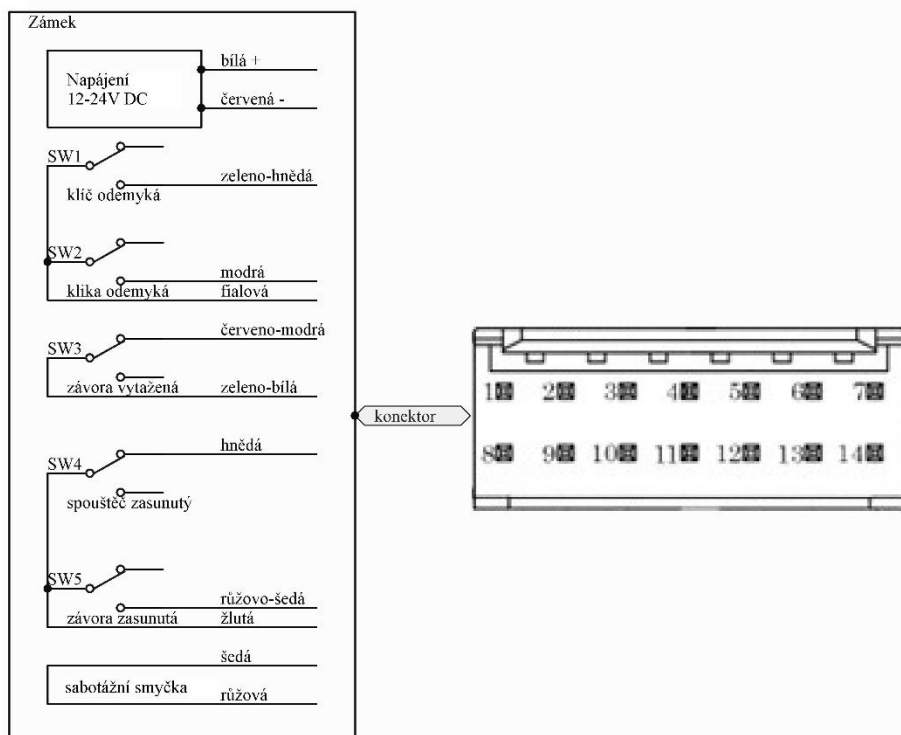 Zámek
bílá +
Napájení
12-24V DC
červená -
SW1
zeleno-hnědá
klíč odemyká
SW2
modrá
klika odemyká
fialová
červeno-modrá
SW3
závora vytažená
zeleno-bílá
hnědá
SW4
spouštěč zasunutý
SW5
růžovo-šedá
závora zasunutá
žlutá
šedá
sabotážní smyčka
růžová
konektor
1 2 3 4 5 6 7
8 9 10 11 12 13 14